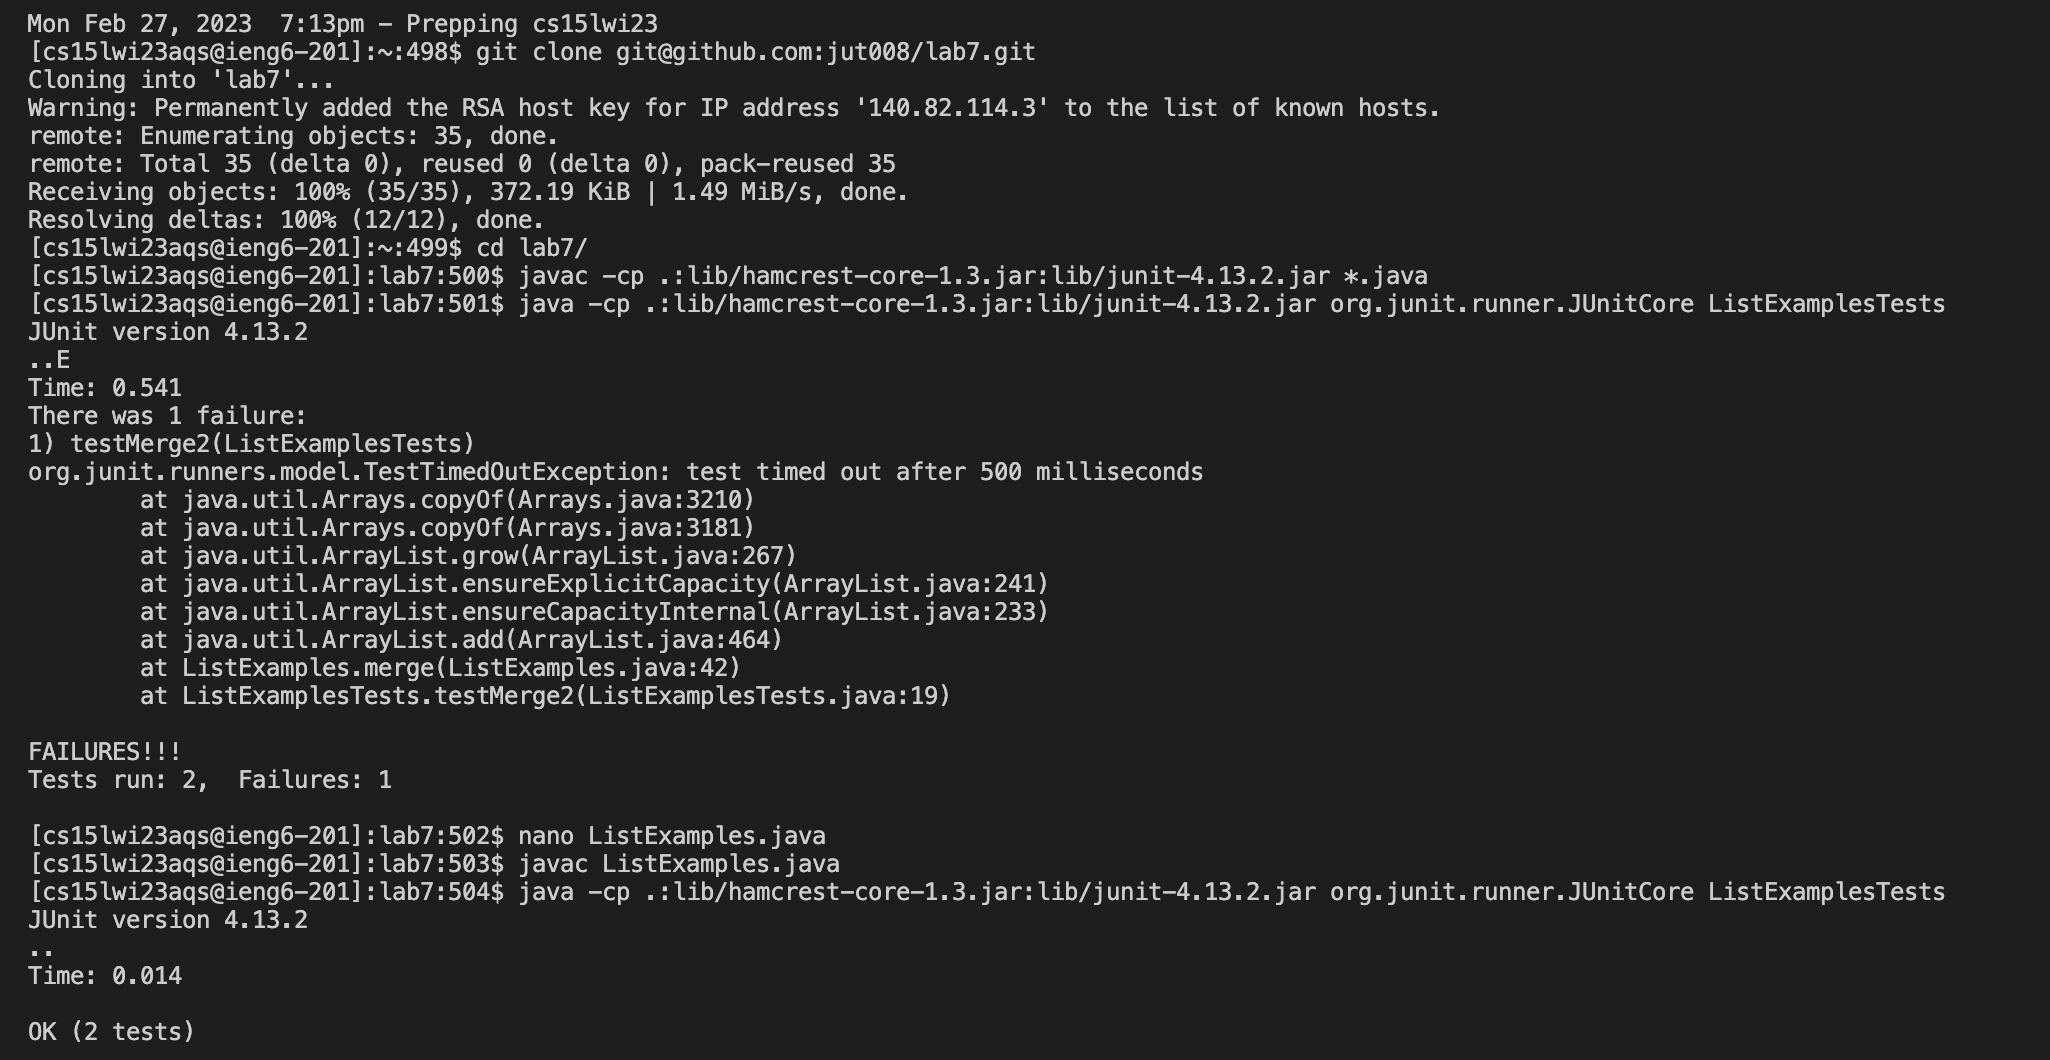 Mon Feb 27, 2023  7:13pm - Prepping cs15lwi23
[cs15lwi23aqs@ieng6-201]:~:498$ git clone git@github.com:jut008/lab7.git
Cloning into 'lab7'...
Warning: Permanently added the RSA host key for IP address '140.82.114.3' to the list of known hosts.
remote: Enumerating objects: 35, done.
remote: Total 35 (delta 0), reused 0 (delta 0), pack-reused 35
Receiving objects: 100% (35/35), 372.19 KiB | 1.49 MiB/s, done.
Resolving deltas: 100% (12/12), done.
[cs15lwi23aqs@ieng6-201]:~:499$ cd lab7/
[cs15lwi23aqs@ieng6-201]:lab7:500$ javac -cp .:lib/hamcrest-core-1.3.jar:lib/junit-4.13.2.jar *.java
[cs15lwi23aqs@ieng6-201]:lab7:501$ java -cp .:lib/hamcrest-core-1.3.jar:lib/junit-4.13.2.jar org.junit.runner.JUnitCore ListExamplesTests
JUnit version 4.13.2
..E
Time: 0.541
There was 1 failure:
1) testMerge2(ListExamplesTests)
org.junit.runners.model.TestTimedOutException: test timed out after 500 milliseconds
        at java.util.Arrays.copyOf(Arrays.java:3210)
        at java.util.Arrays.copyOf(Arrays.java:3181)
        at java.util.ArrayList.grow(ArrayList.java:267)
        at java.util.ArrayList.ensureExplicitCapacity(ArrayList.java:241)
        at java.util.ArrayList.ensureCapacityInternal(ArrayList.java:233)
        at java.util.ArrayList.add(ArrayList.java:464)
        at ListExamples.merge(ListExamples.java:42)
        at ListExamplesTests.testMerge2(ListExamplesTests.java:19)

FAILURES!!!
Tests run: 2,  Failures: 1

[cs15lwi23aqs@ieng6-201]:lab7:502$ nano ListExamples.java
[cs15lwi23aqs@ieng6-201]:lab7:503$ javac ListExamples.java
[cs15lwi23aqs@ieng6-201]:lab7:504$ java -cp .:lib/hamcrest-core-1.3.jar:lib/junit-4.13.2.jar org.junit.runner.JUnitCore ListExamplesTests
JUnit version 4.13.2
..
Time: 0.014

OK (2 tests)